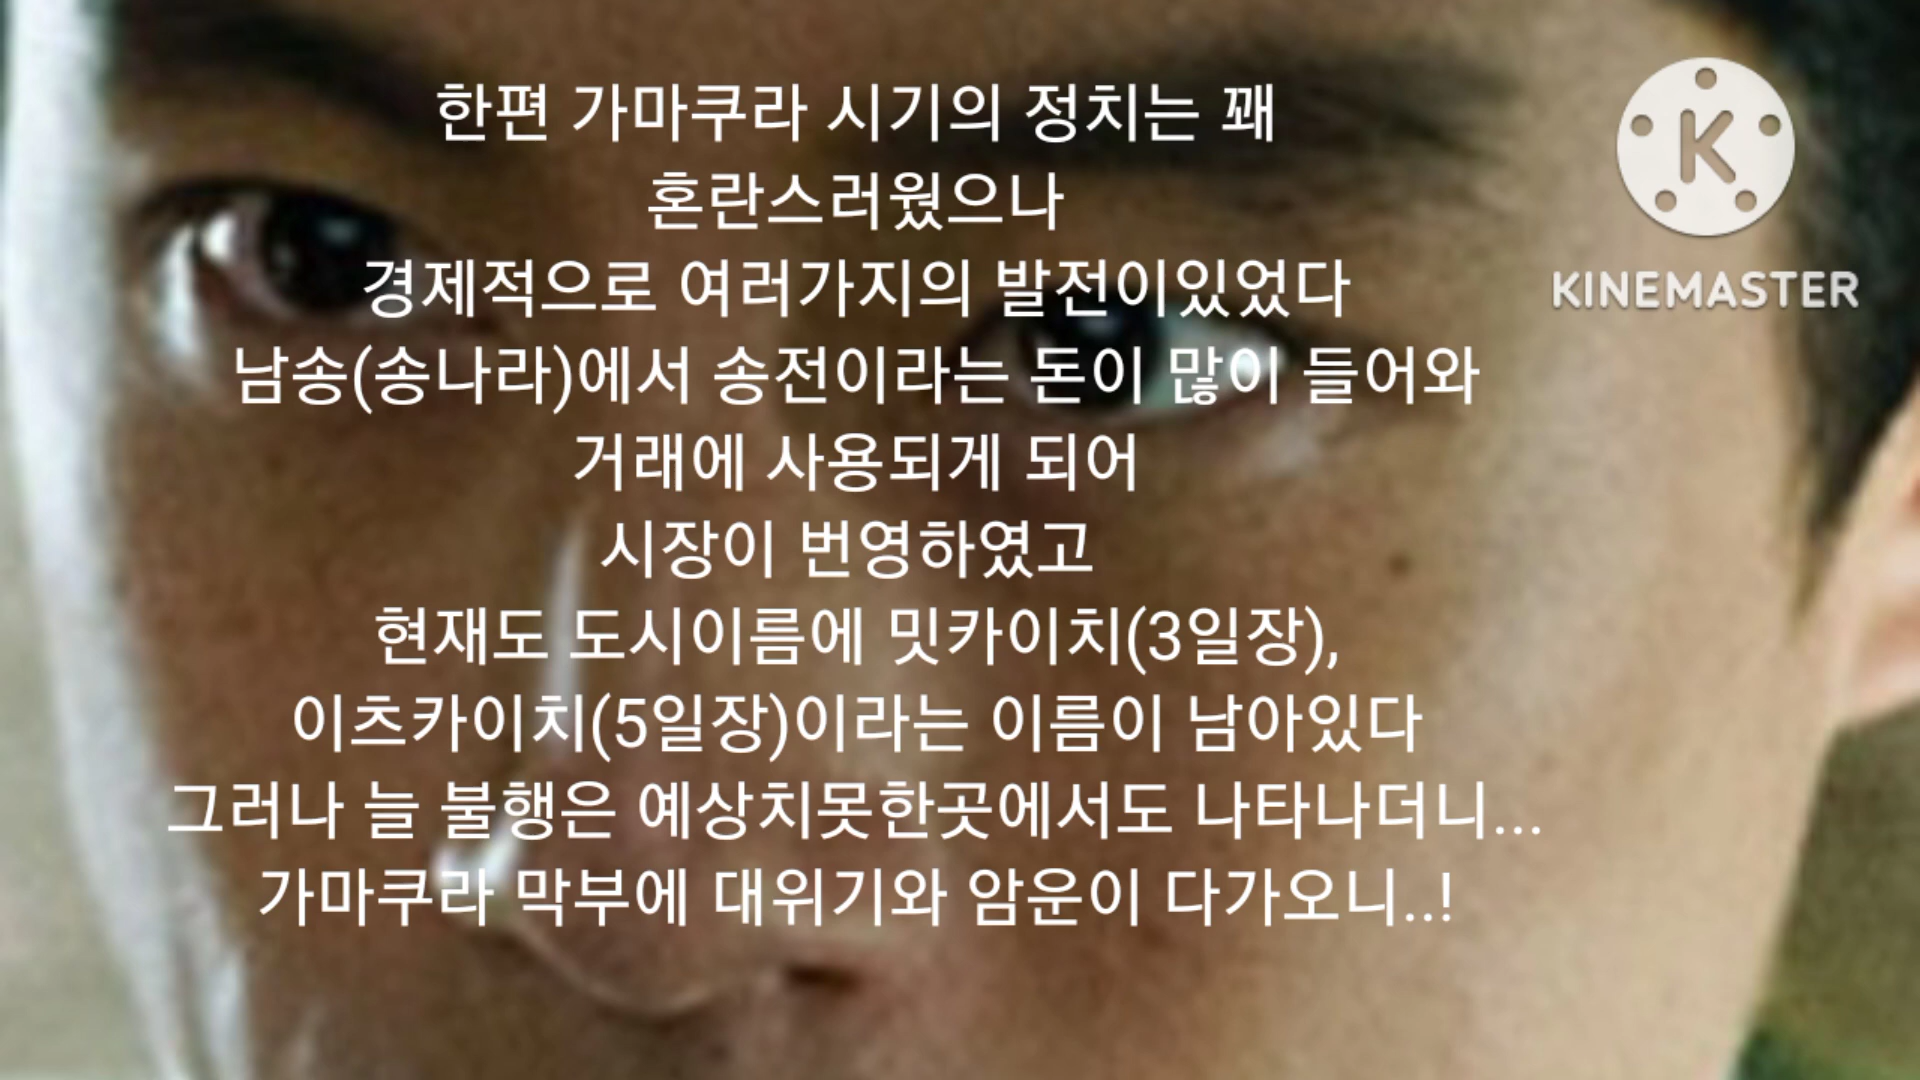 한편 가마쿠라 시기의 정치는 꽤
혼란스러웠으나
경제적으로 여러가지의 발전이있었다
남송(송나라)에서 송전이라는 돈이 많이 들어와
거래에 사용되게 되어
시장이 번영하였고
현재도 도시이름에 밋카이치(3일장),
이츠카이치(5일장)이라는 이름이 남아있다
그러나 늘 불행은 예상치못한곳에서도 나타나더니...
가마쿠라 막부에 대위기와 암운이 다가오니..!
K
KINEMASTER